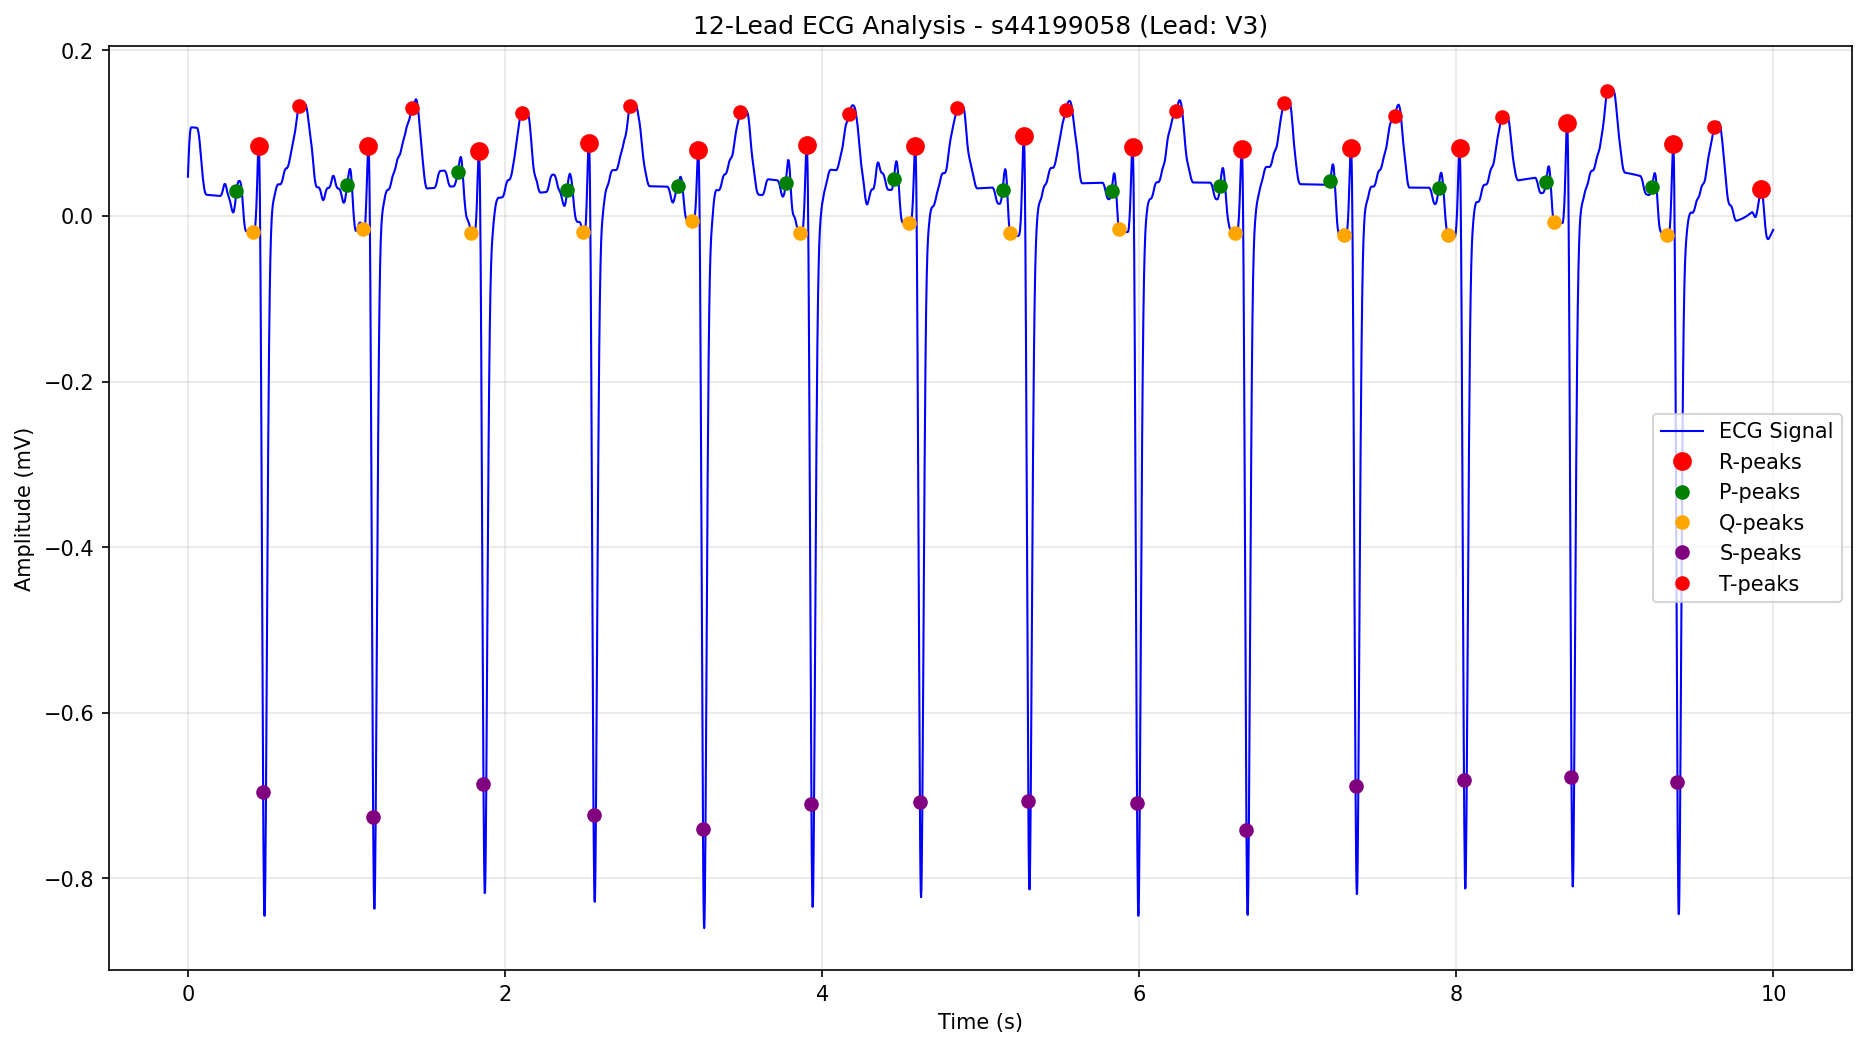 12-Lead ECG Analysis - s44199058 (Lead: V3)
Amplitude (mV)
0.2
0.0
−0.2
−0.4
−0.6
−0.8
ECG Signal
R-peaks
P-peaks
Q-peaks
S-peaks
T-peaks
0 2 4 6 8 10
Time (s)